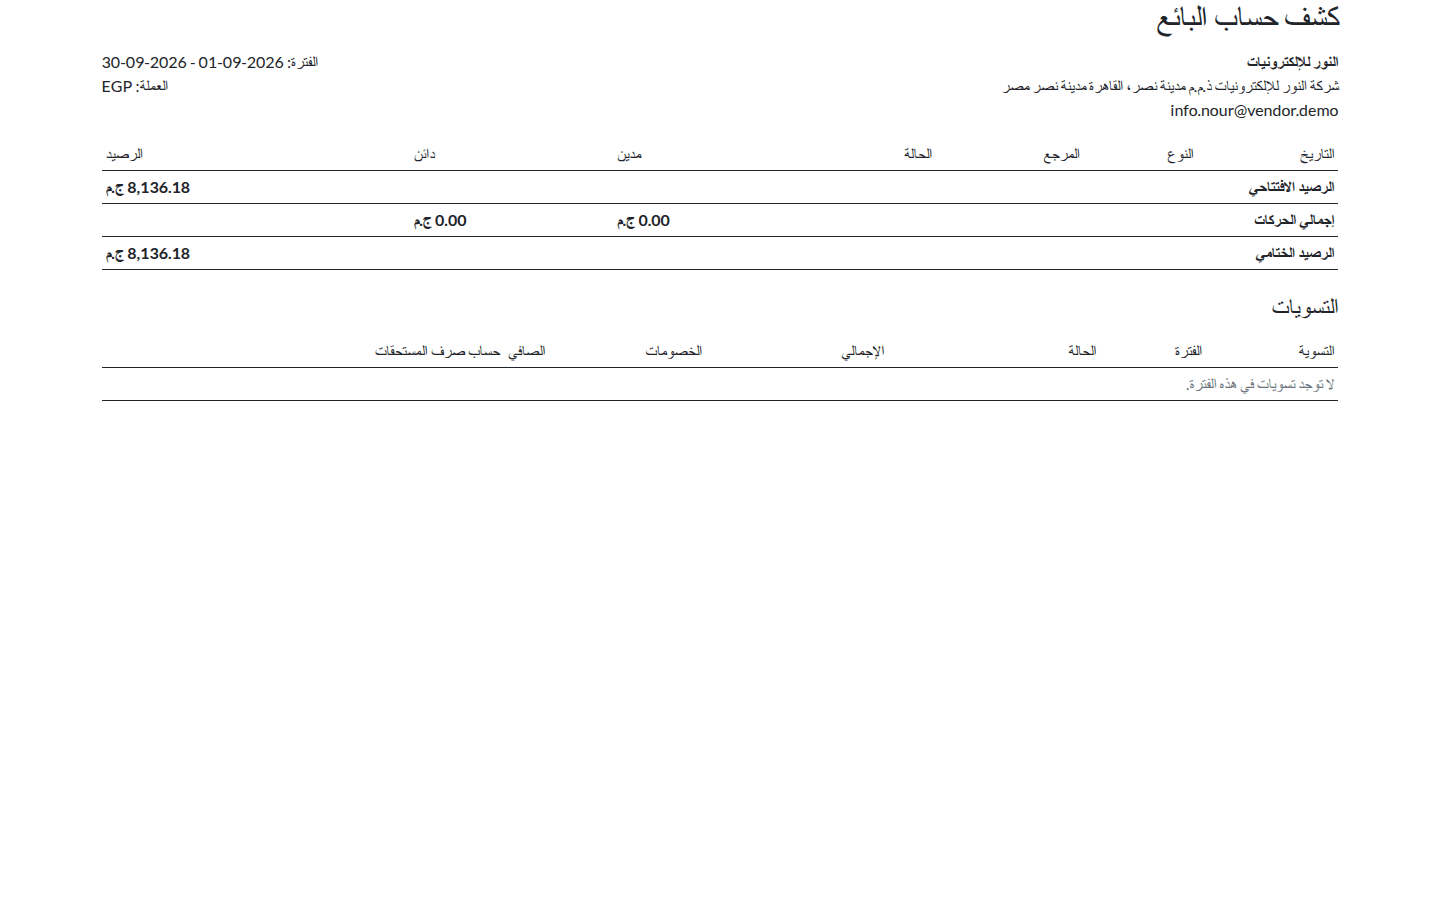 كشف حساب البائع
النور للإلكترونيات
شركة النور للإلكترونيات ذ.م.م مدينة نصر، القاهرة مدينة نصر مصر
info.nour@vendor.demo
الفترة: 01-09-2026 - 30-09-2026
العملة: EGP
التاريخ النوع المرجع الحالة مدين دائن الرصيد
الرصيد الافتتاحي 8,136.18 ج.م
إجمالي الحركات 0.00 ج.م 0.00 ج.م
الرصيد الختامي 8,136.18 ج.م
التسويات
التسوية الفترة الحالة الإجمالي الخصومات الصافي حساب صرف المستحقات
لا توجد تسويات في هذه الفترة.